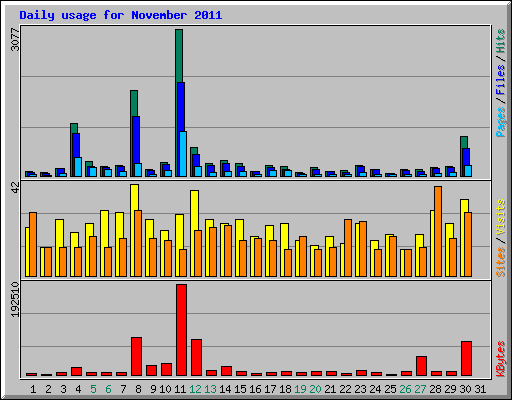 Daily usage for November 2011
3077
42
192510
Pages / Files / Hits
Sites / Visits
KBytes
1 2 3 4 5 6 7 8 9 10 11 12 13 14 15 16 17 18 19 20 21 22 23 24 25 26 27 28 29 30 31